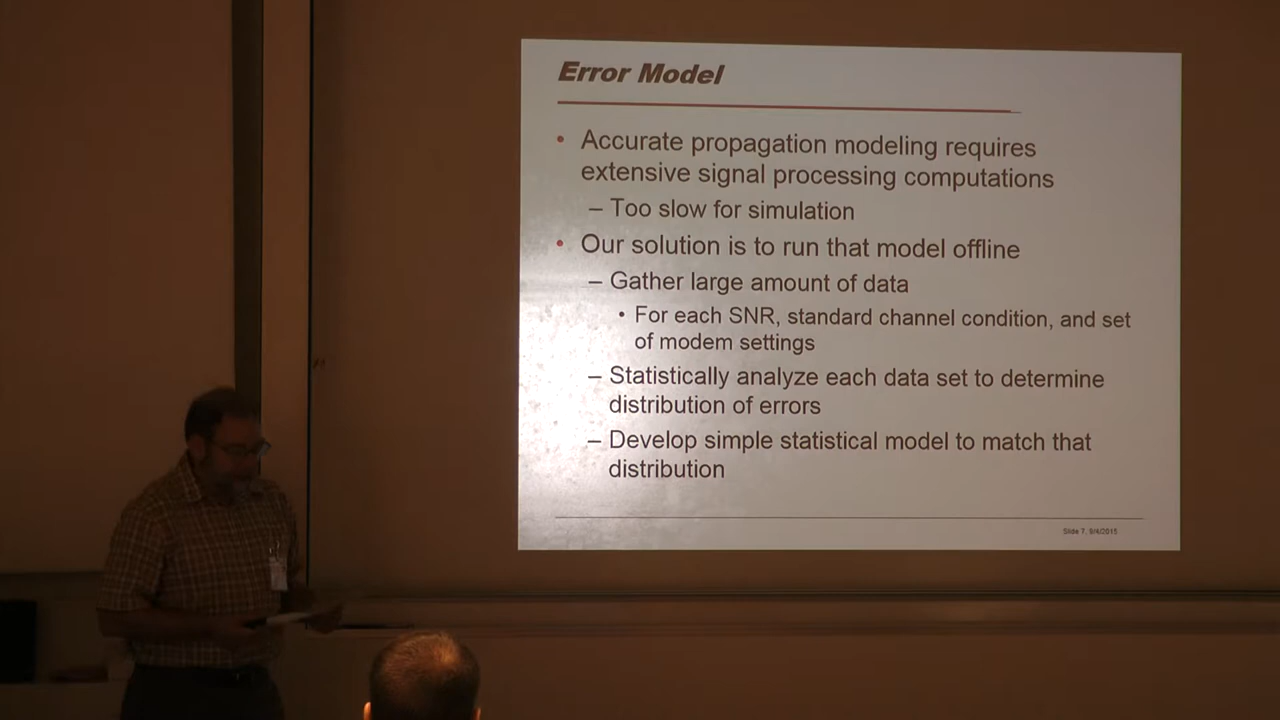 Error Model
• Accurate propagation modeling requires
extensive signal processing computations
– Too slow for simulation
• Our solution is to run that model offline
– Gather large amount of data
• For each SNR, standard channel condition, and set
of modem settings
– Statistically analyze each data set to determine
distribution of errors
– Develop simple statistical model to match that
distribution
Slide 7, 9/4/2015